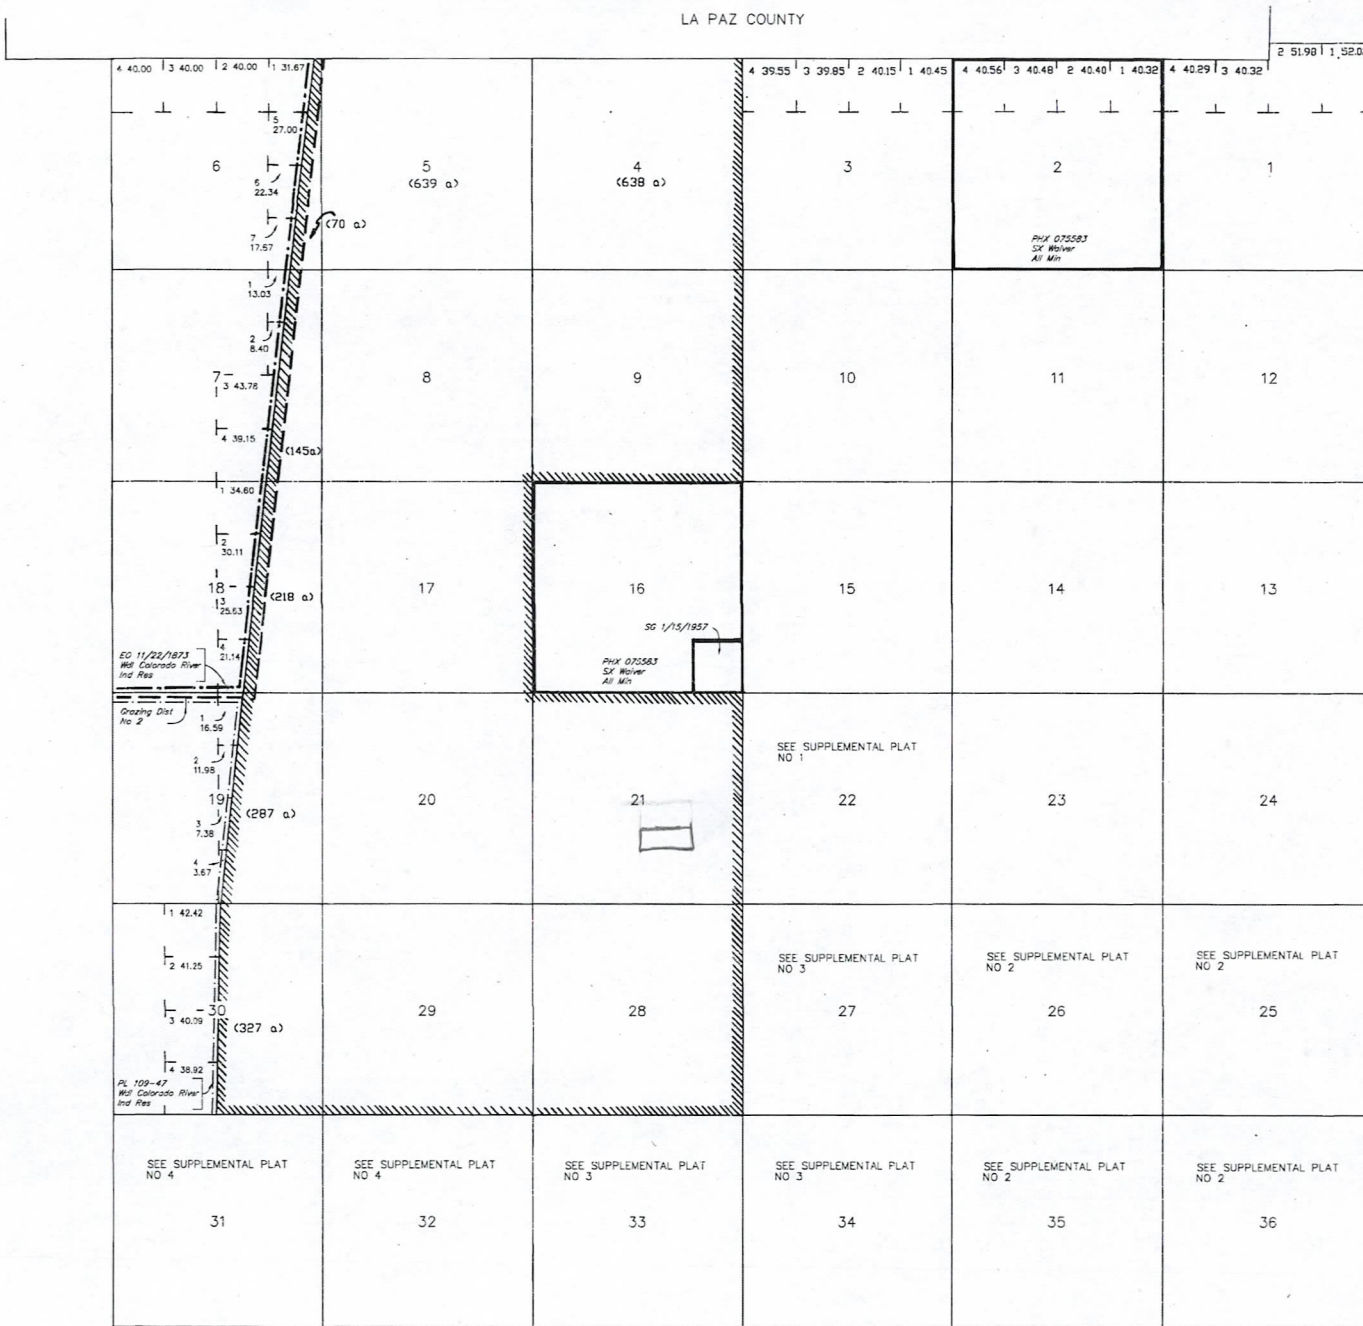 LA PAZ COUNTY
2 51.98 1 52.0
4 40.00 3 40.00 2 40.00 1 31.67
4 39.55 3 39.85 2 40.15 1 40.45
4 40.56 3 40.48 2 40.40 1 40.32
4 40.29 3 40.32
5
27.00
6
5
(639 a)
4
(638 a)
3
2
1
6
22.34
(70 a)
7
17.57
PHX 075583
SX Waiver
All Min
1
13.03
2
8.40
7
3 43.78
8
9
10
11
12
4 39.15
(145a)
1 34.60
2
30.11
18
3
25.63
(218 a)
17
16
15
14
13
SG 1/15/1957
4
21.14
EO 11/22/1873
Wdl Colorado River
Ind Res
PHX 075583
SX Waiver
All Min
Grazing Dist
No 2
1
16.59
2
11.98
SEE SUPPLEMENTAL PLAT
NO 1
19
20
21
22
23
24
3
7.38
(287 a)
4
3.67
1 42.42
2 41.25
SEE SUPPLEMENTAL PLAT
NO 3
SEE SUPPLEMENTAL PLAT
NO 2
SEE SUPPLEMENTAL PLAT
NO 2
3 40.09
30
(327 a)
29
28
27
26
25
4 38.92
PL 109-47
Wdl Colorado River
Ind Res
SEE SUPPLEMENTAL PLAT
NO 4
SEE SUPPLEMENTAL PLAT
NO 4
SEE SUPPLEMENTAL PLAT
NO 3
SEE SUPPLEMENTAL PLAT
NO 3
SEE SUPPLEMENTAL PLAT
NO 2
SEE SUPPLEMENTAL PLAT
NO 2
31
32
33
34
35
36